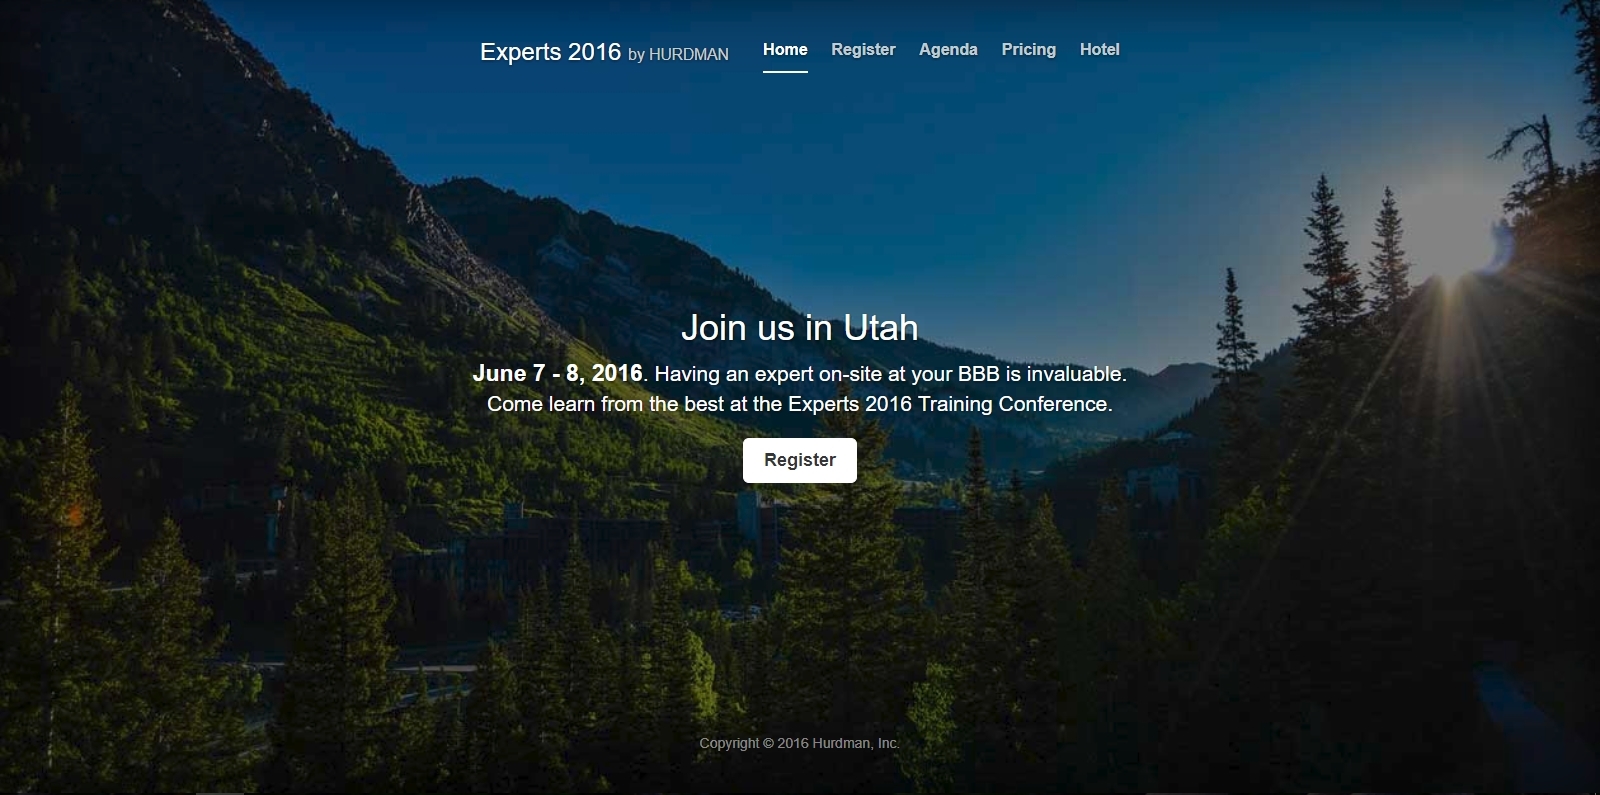 Experts 2016 by HURDMAN Home Register Agenda Pricing Hotel
Join us in Utah
June 7 - 8, 2016. Having an expert on-site at your BBB is invaluable.
Come learn from the best at the Experts 2016 Training Conference.
Register
Copyright © 2016 Hurdman, Inc.